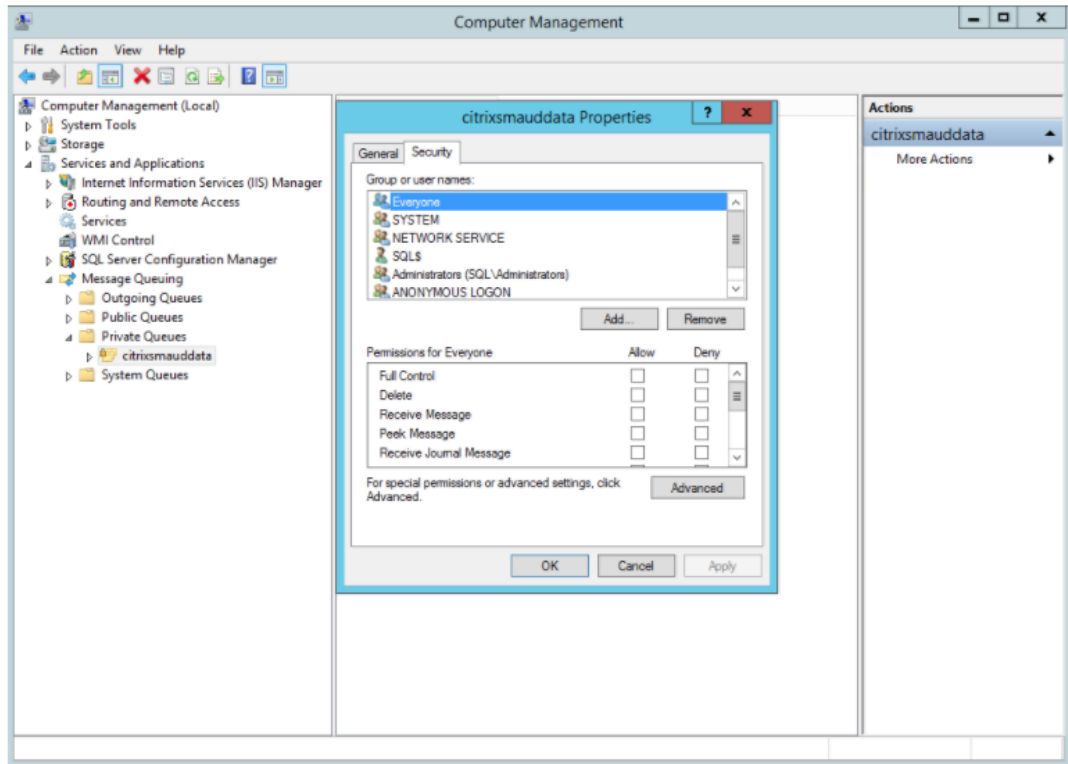 Computer Management
File Action View Help
Computer Management (Local)
System Tools
Storage
Services and Applications
Internet Information Services (IIS) Manager
Routing and Remote Access
Services
WMI Control
SQL Server Configuration Manager
Message Queuing
Outgoing Queues
Public Queues
Private Queues
citrixsmauddata
System Queues
citrixsmauddata Properties
? x
General Security
Group or user names:
Everyone
SYSTEM
NETWORK SERVICE
SQL$
Administrators (SQL\Administrators)
ANONYMOUS LOGON
Add... Remove
Permissions for Everyone Allow Deny
Full Control
Delete
Receive Message
Peek Message
Receive Journal Message
For special permissions or advanced settings, click
Advanced.
Advanced
OK Cancel Apply
Actions
citrixsmauddata
More Actions